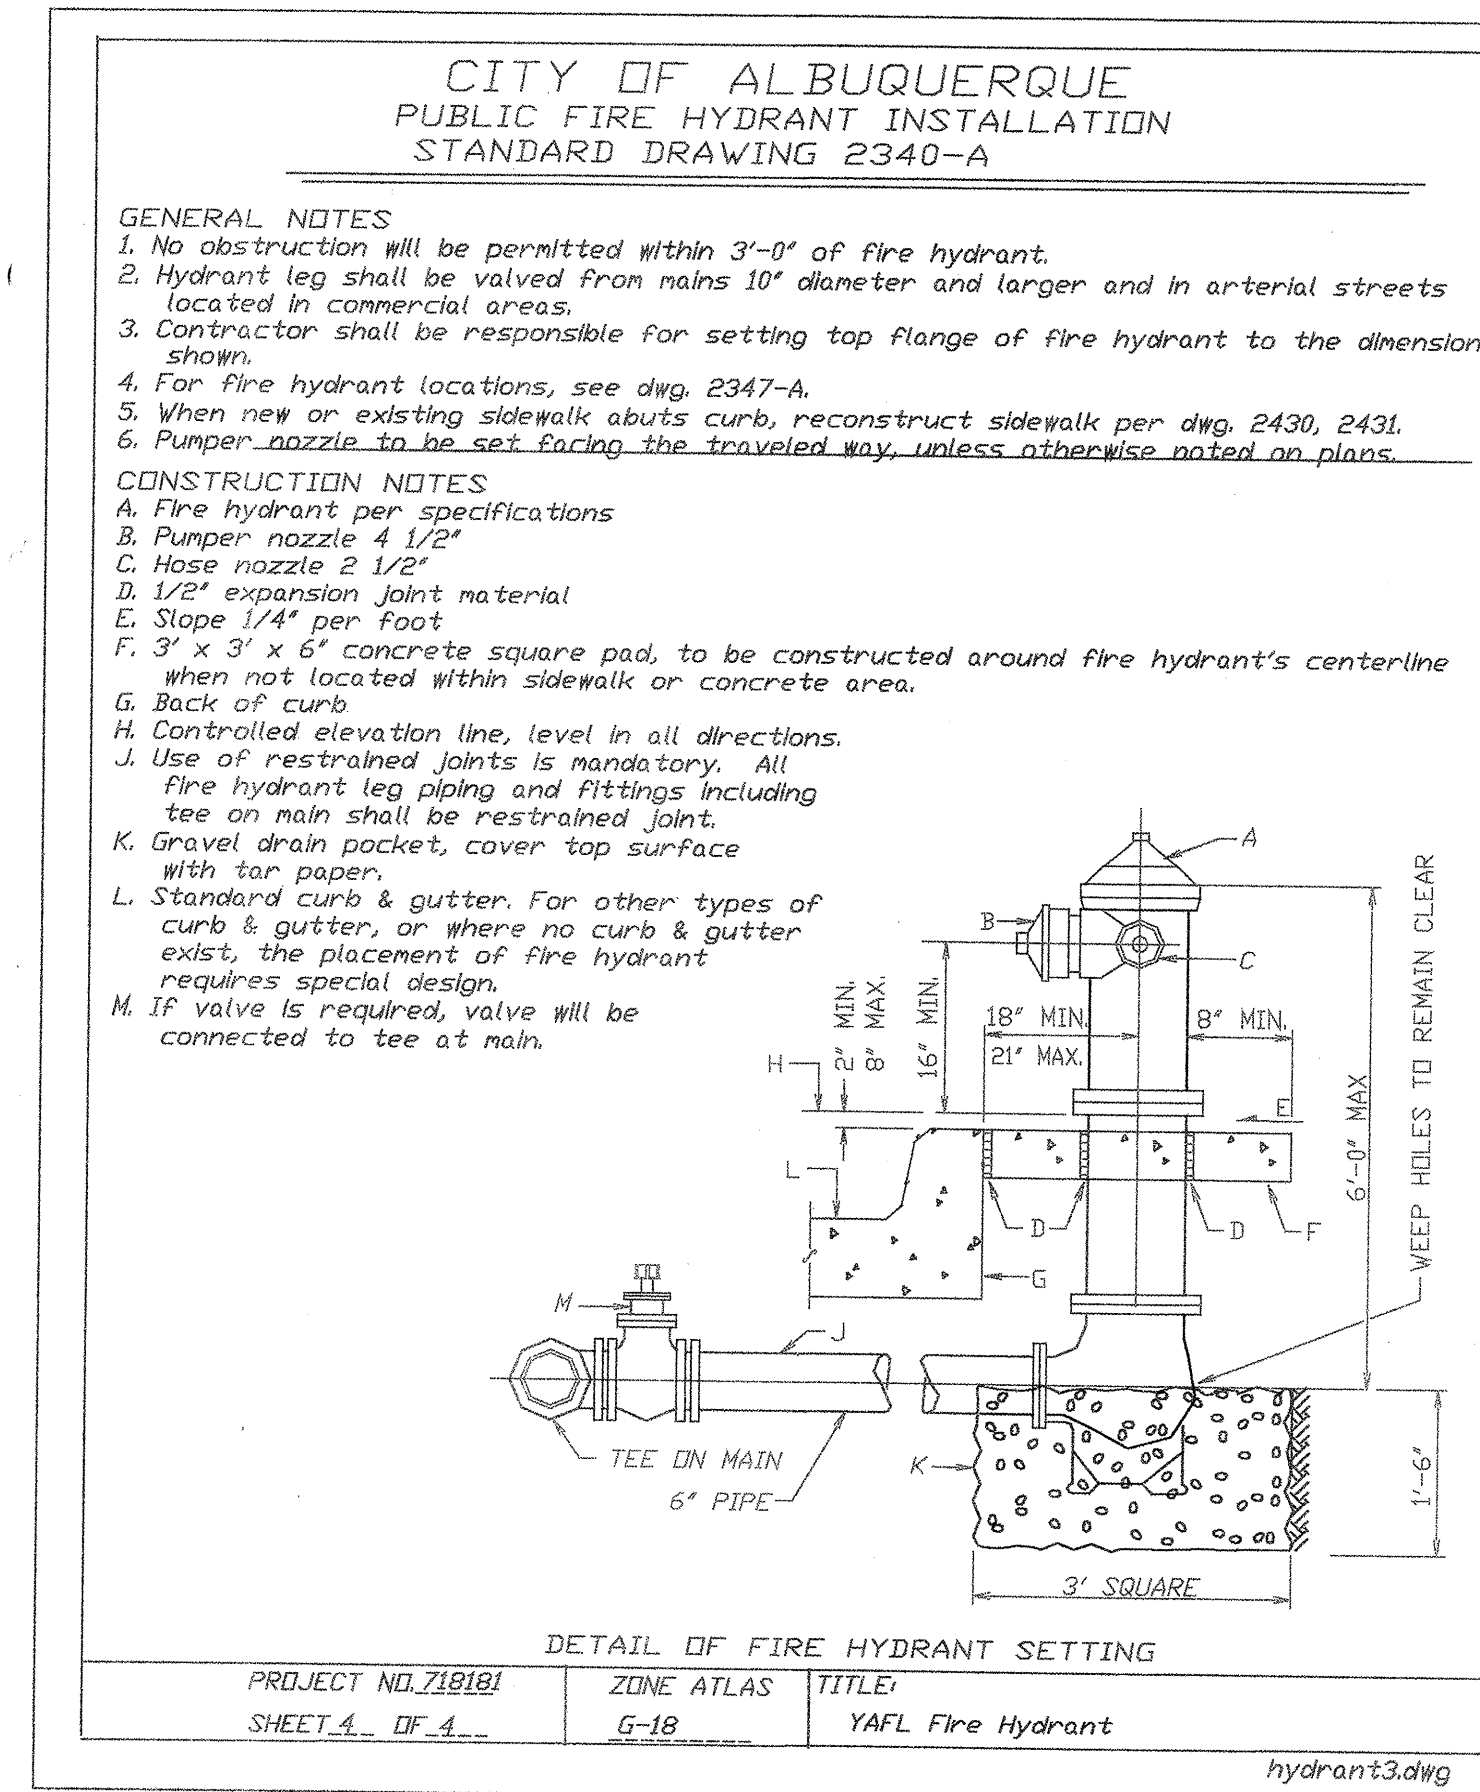 CITY OF ALBUQUERQUE
PUBLIC FIRE HYDRANT INSTALLATION
STANDARD DRAWING 2340-A
GENERAL NOTES
1. No obstruction will be permitted within 3'-0" of fire hydrant.
2. Hydrant leg shall be valved from mains 10" diameter and larger and in arterial streets
located in commercial areas.
3. Contractor shall be responsible for setting top flange of fire hydrant to the dimension
shown.
4. For fire hydrant locations, see dwg. 2347-A.
5. When new or existing sidewalk abuts curb, reconstruct sidewalk per dwg. 2430, 2431.
6. Pumper nozzle to be set facing the traveled way, unless otherwise noted on plans.
CONSTRUCTION NOTES
A. Fire hydrant per specifications
B. Pumper nozzle 4 1/2"
C. Hose nozzle 2 1/2"
D. 1/2" expansion joint material
E. Slope 1/4" per foot
F. 3' x 3' x 6" concrete square pad, to be constructed around fire hydrant's centerline
when not located within sidewalk or concrete area.
G. Back of curb
H. Controlled elevation line, level in all directions.
J. Use of restrained joints is mandatory. All
fire hydrant leg piping and fittings including
tee on main shall be restrained joint.
K. Gravel drain pocket, cover top surface
with tar paper.
L. Standard curb & gutter. For other types of
curb & gutter, or where no curb & gutter
exist, the placement of fire hydrant
requires special design.
M. If valve is required, valve will be
connected to tee at main.
A
B
C
2" MIN.
8" MAX.
16" MIN.
18" MIN.
21" MAX.
8" MIN.
H
E
6'-0" MAX
WEEP HOLES TO REMAIN CLEAR
L
D
D
F
G
M
J
TEE ON MAIN
6" PIPE
K
1'-6"
3' SQUARE
DETAIL OF FIRE HYDRANT SETTING
PROJECT NO. 718181
SHEET 4 OF 4
ZONE ATLAS
G-18
TITLE:
YAFL Fire Hydrant
hydrant3.dwg